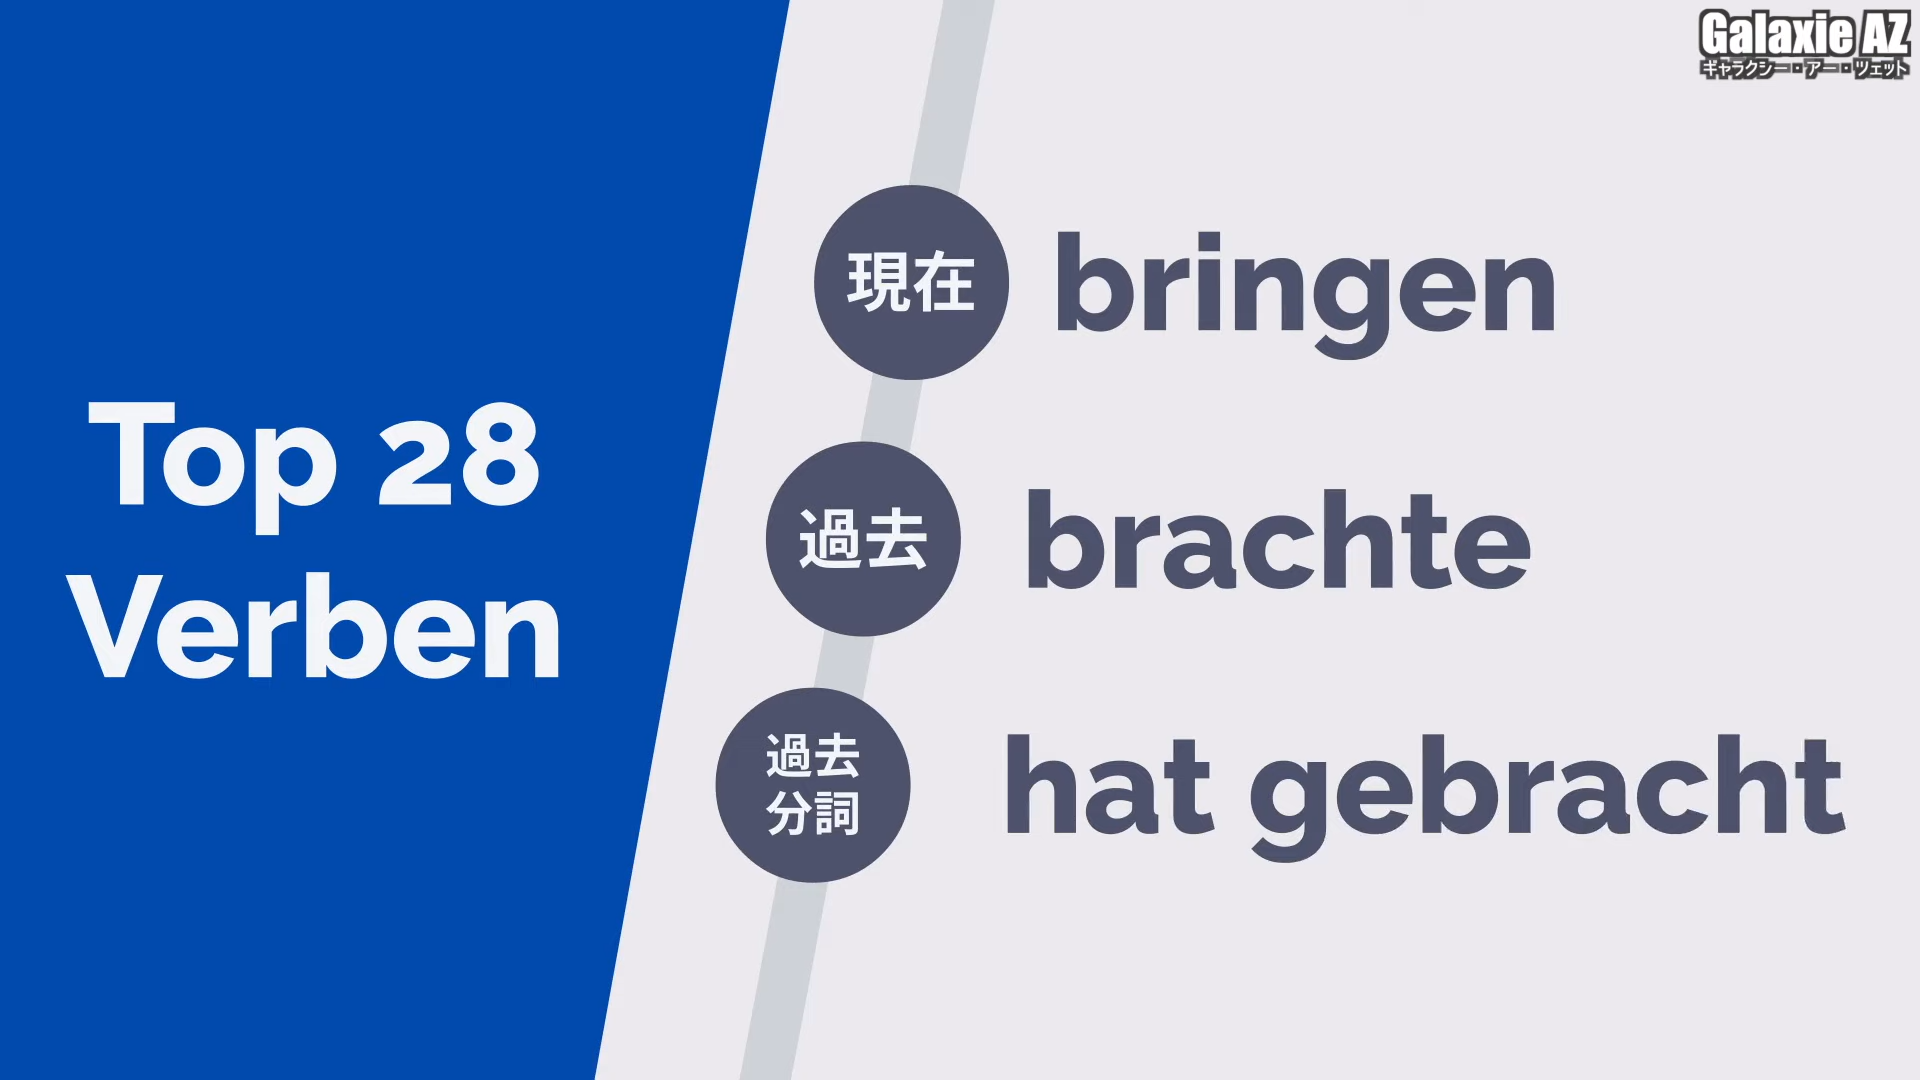 Galaxie AZ
ギャラクシー・アー・ツェット
Top 28
Verben
現在 bringen
過去 brachte
過去
分詞
hat gebracht